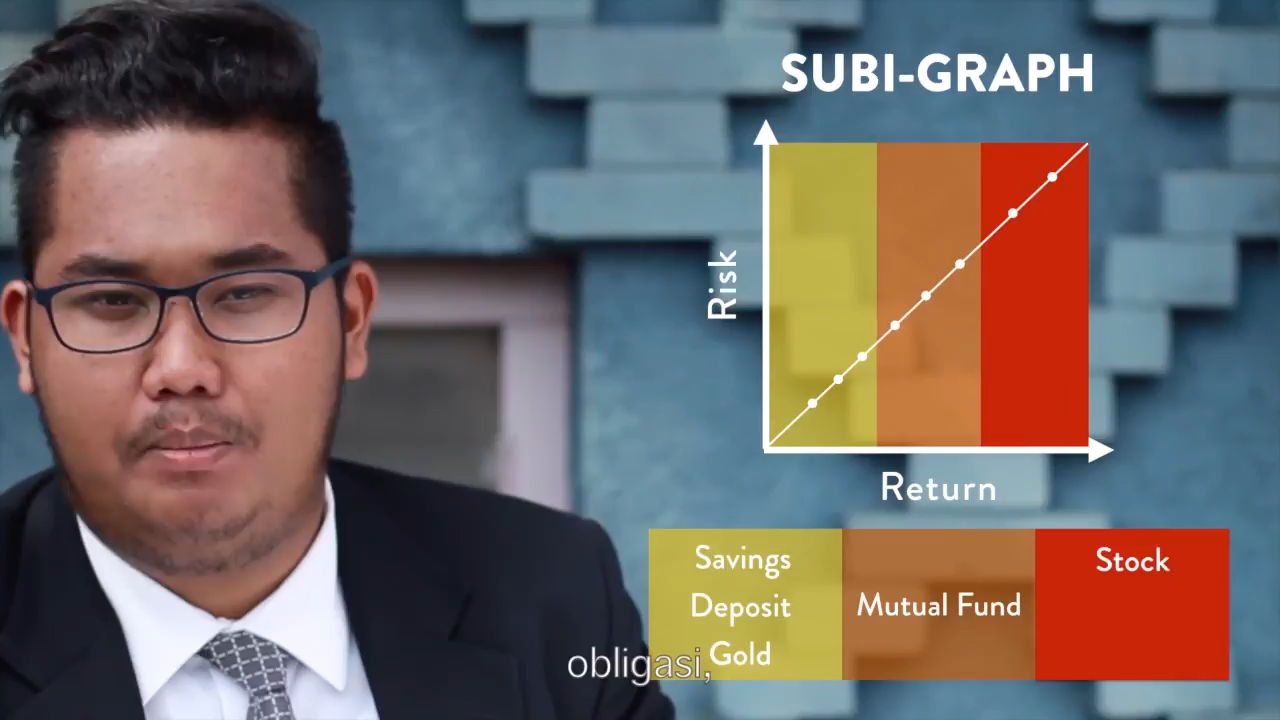 SUBI-GRAPH
Risk
Return
Savings
Deposit
Gold
Mutual Fund
Stock
obligasi,